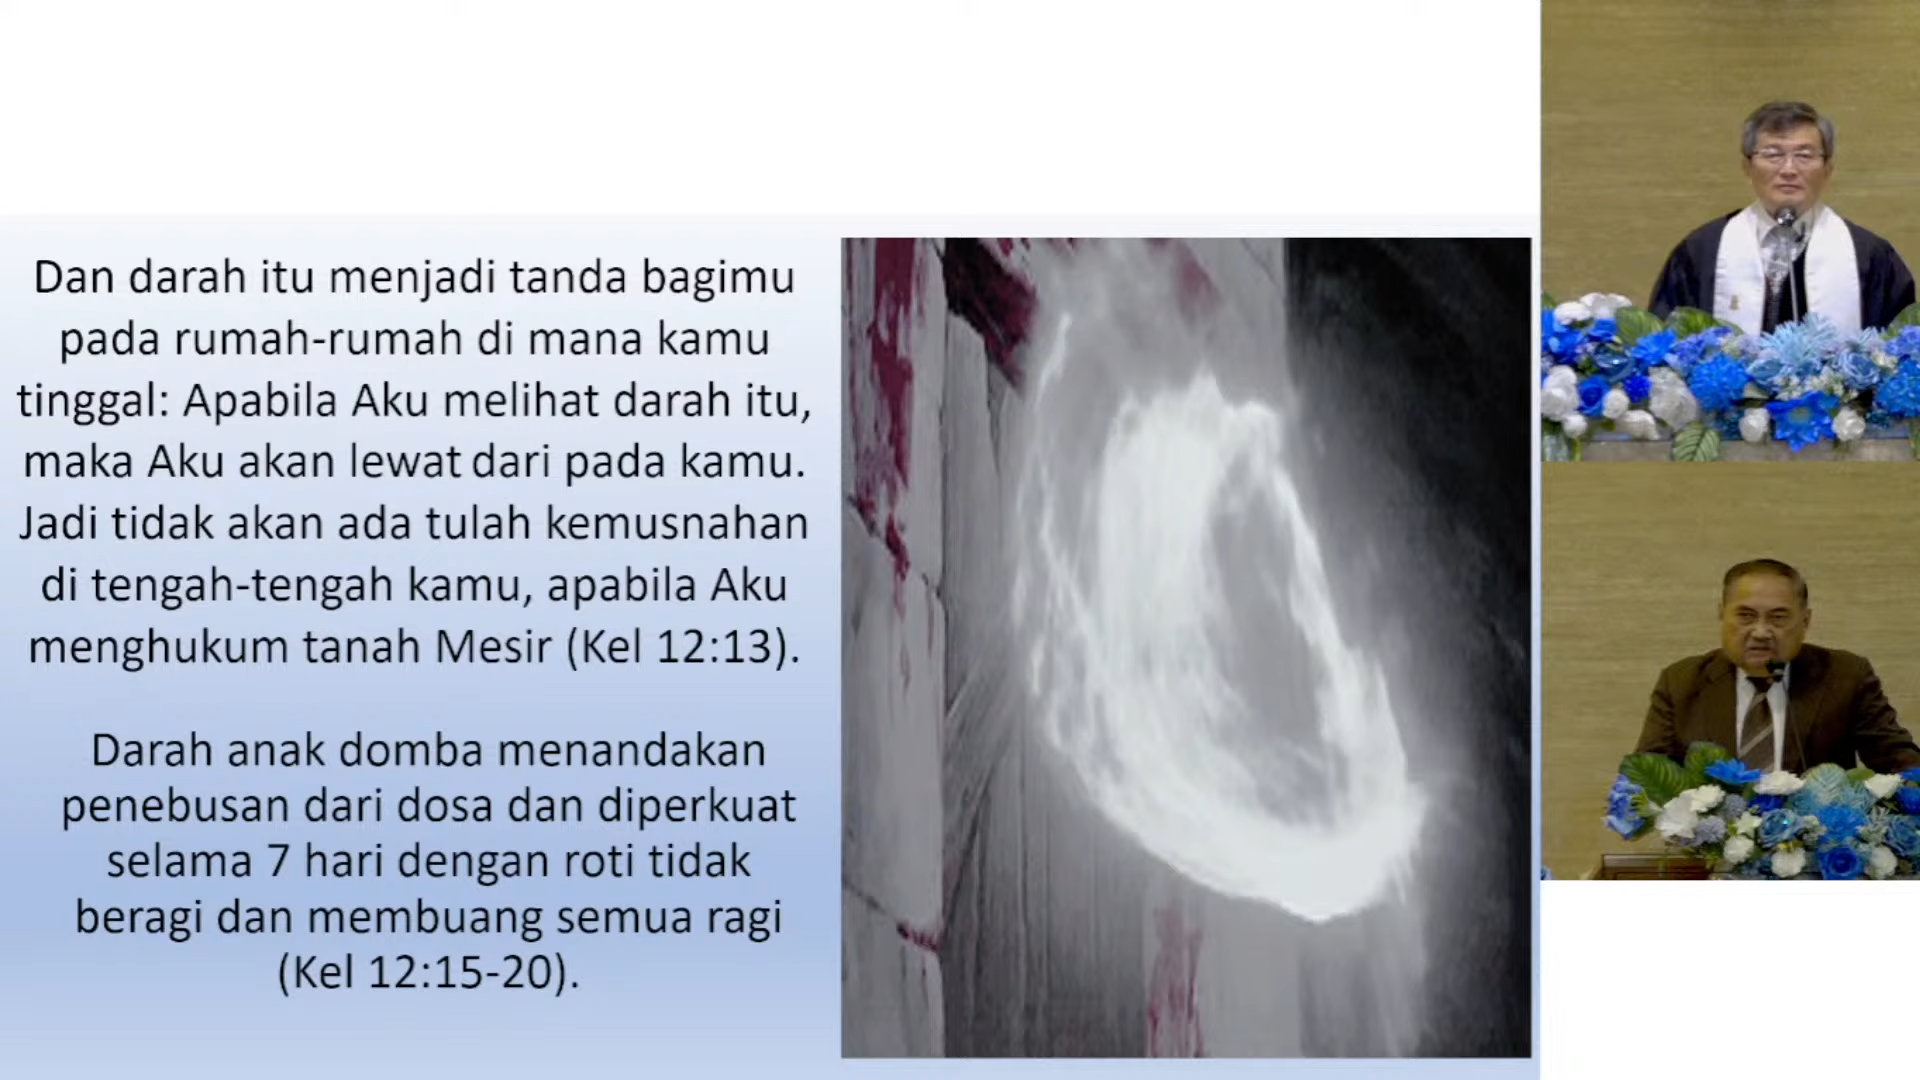 Dan darah itu menjadi tanda bagimu
pada rumah-rumah di mana kamu
tinggal: Apabila Aku melihat darah itu,
maka Aku akan lewat dari pada kamu.
Jadi tidak akan ada tulah kemusnahan
di tengah-tengah kamu, apabila Aku
menghukum tanah Mesir (Kel 12:13).
Darah anak domba menandakan
penebusan dari dosa dan diperkuat
selama 7 hari dengan roti tidak
beragi dan membuang semua ragi
(Kel 12:15-20).